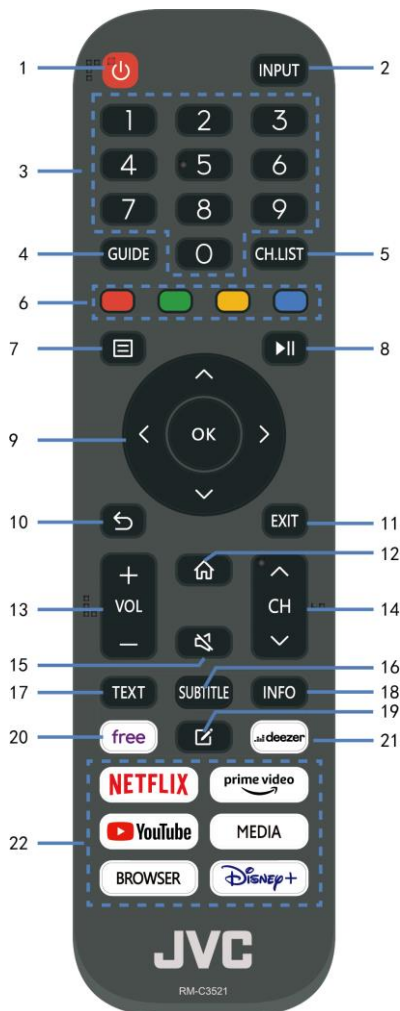 1
INPUT
2
1 2 3
3
4 5 6
7 8 9
4
GUIDE
0
CH.LIST
5
6
7
8
9
OK
10
EXIT
11
12
13
+
VOL
—
CH
14
15
16
17
TEXT
SUBTITLE
INFO
18
19
20
free
deezer
21
NETFLIX
prime video
22
YouTube
MEDIA
BROWSER
Disney+
JVC
RM-C3521